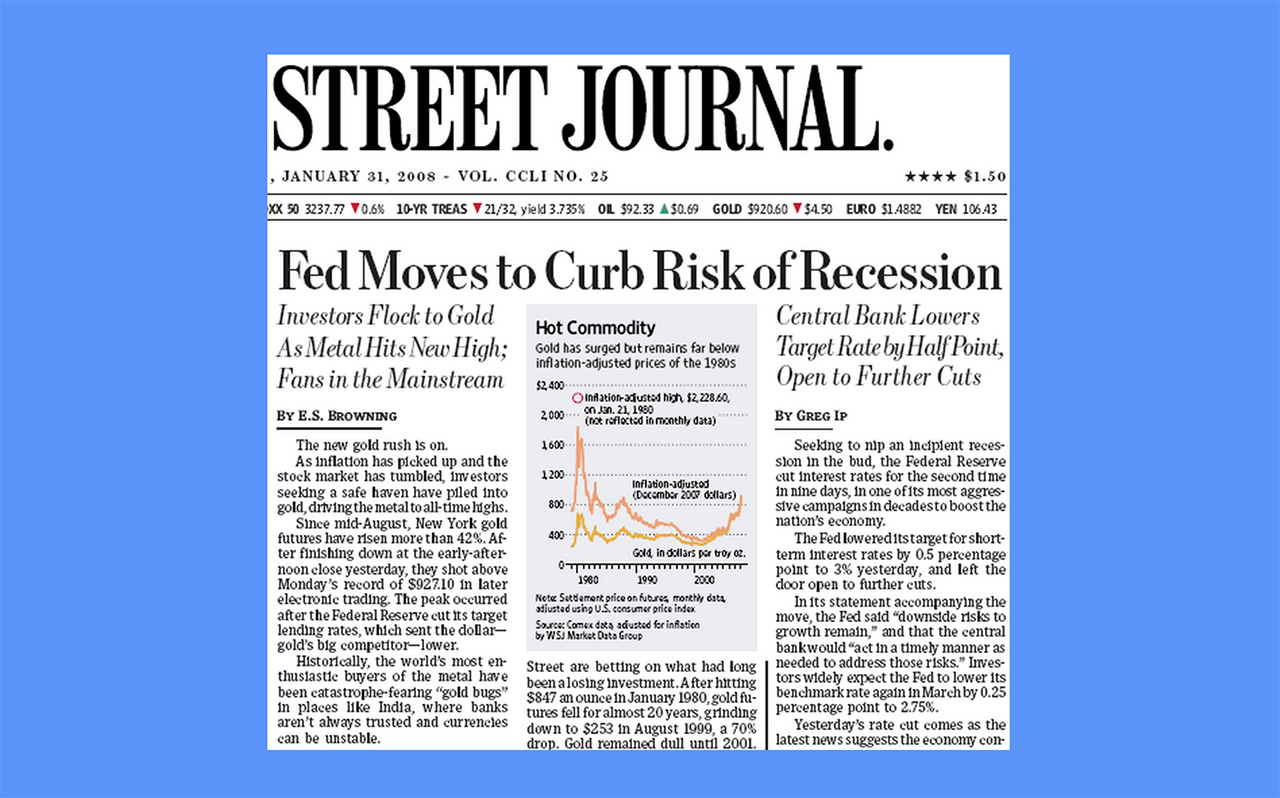 STREET JOURNAL.
, JANUARY 31, 2008 ~ VOL. CCLI NO. 25
★★★★ $1.50
XX 50 3237.77 ▼0.6% 10-YR TREAS ▼21/32, yield 3.735% OIL $92.33 ▲$0.69 GOLD $920.60 ▼$4.50 EURO $1.4882 YEN 106.43
Fed Moves to Curb Risk of Recession
Investors Flock to Gold
As Metal Hits New High;
Fans in the Mainstream
BY E.S. BROWNING
The new gold rush is on.
As inflation has picked up and the
stock market has tumbled, investors
seeking a safe haven have piled into
gold, driving the metal to all-time highs.
Since mid-August, New York gold
futures have risen more than 42%. Af-
ter finishing down at the early-after-
noon close yesterday, they shot above
Monday's record of $927.10 in later
electronic trading. The peak occurred
after the Federal Reserve cut its target
lending rates, which sent the dollar—
gold's big competitor—lower.
Historically, the world's most en-
thusiastic buyers of the metal have
been catastrophe-fearing "gold bugs"
in places like India, where banks
aren't always trusted and currencies
can be unstable.
Hot Commodity
Gold has surged but remains far below
inflation-adjusted prices of the 1980s
$2,400
Inflation-adjusted high, $2,228.60,
on Jan. 21, 1980
(not reflected in monthly data)
2,000
1,600
1,200
Inflation-adjusted
(December 2007 dollars)
800
400
Gold, in dollars per troy oz.
0
1980 1990 2000
Note: Settlement price on futures, monthly data,
adjusted using U.S. consumer price index
Source: Comex data, adjusted for inflation
by WSJ Market Data Group
Street are betting on what had long
been a losing investment. After hitting
$847 an ounce in January 1980, gold fu-
tures fell for almost 20 years, grinding
down to $253 in August 1999, a 70%
drop. Gold remained dull until 2001.
Central Bank Lowers
Target Rate by Half Point,
Open to Further Cuts
BY GREG IP
Seeking to nip an incipient reces-
sion in the bud, the Federal Reserve
cut interest rates for the second time
in nine days, in one of its most aggres-
sive campaigns in decades to boost the
nation's economy.
The Fed lowered its target for short-
term interest rates by 0.5 percentage
point to 3% yesterday, and left the
door open to further cuts.
In its statement accompanying the
move, the Fed said "downside risks to
growth remain," and that the central
bank would "act in a timely manner as
needed to address those risks." Inves-
tors widely expect the Fed to lower its
benchmark rate again in March by 0.25
percentage point to 2.75%.
Yesterday's rate cut comes as the
latest news suggests the economy con-